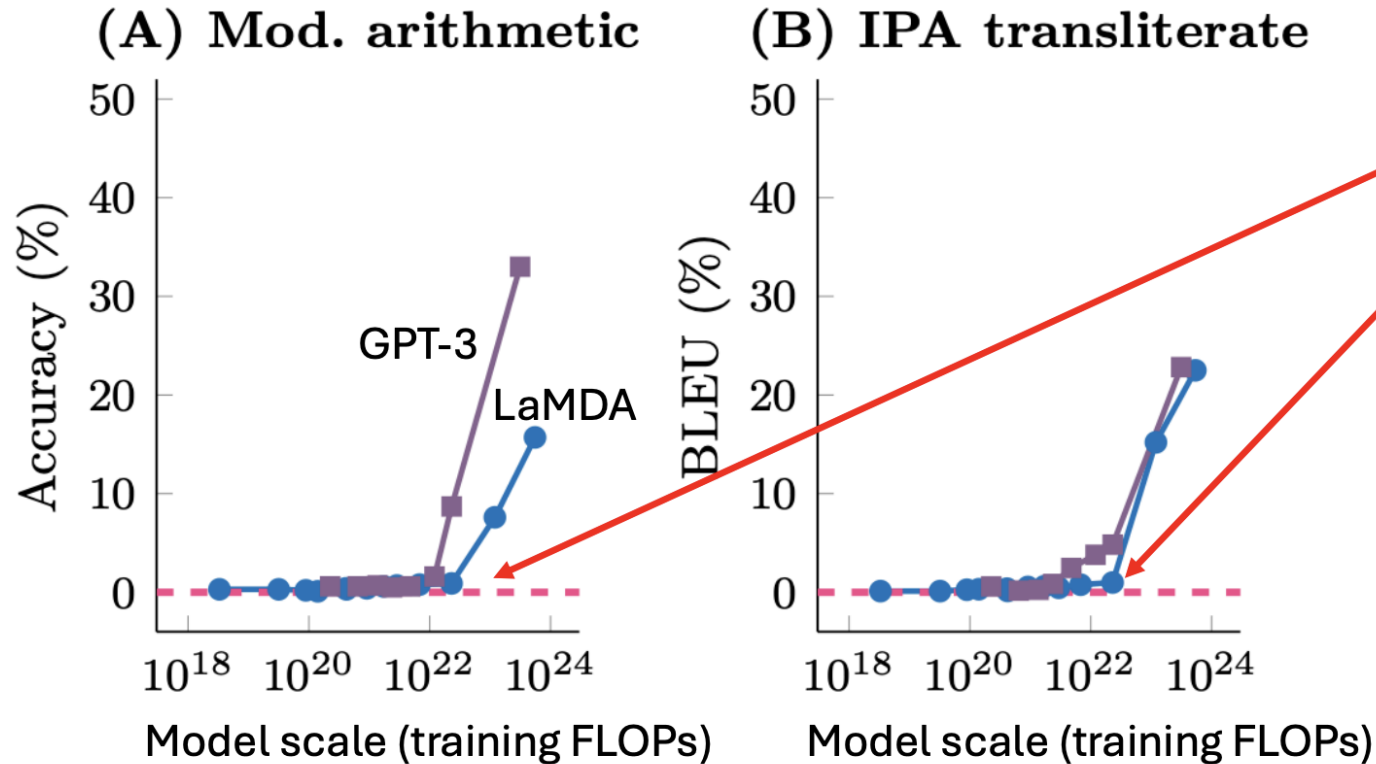 (A) Mod. arithmetic
Accuracy (%)
50
40
30
20
10
0
GPT-3
LaMDA
10^18 10^20 10^22 10^24
Model scale (training FLOPs)
(B) IPA transliterate
BLEU (%)
50
40
30
20
10
0
10^18 10^20 10^22 10^24
Model scale (training FLOPs)